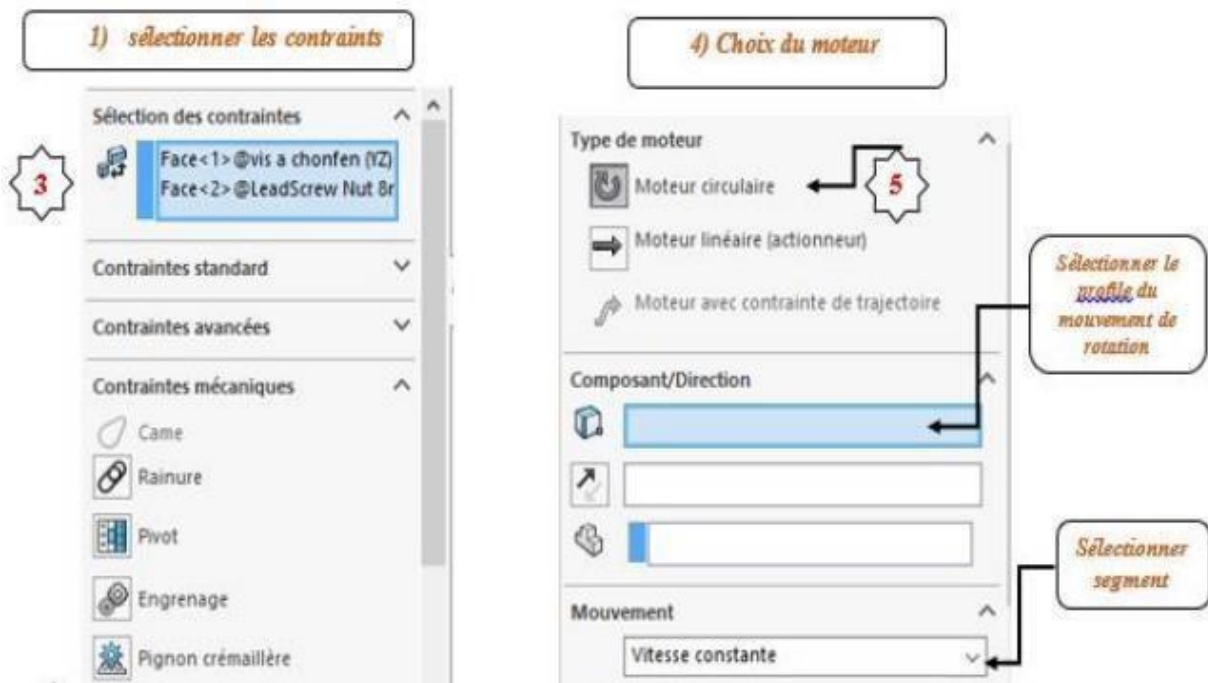 1) sélectionner les contraints
Sélection des contraintes
3
Face<1>@vis a chonfen (YZ)
Face<2>@LeadScrew Nut 8r
Contraintes standard
Contraintes avancées
Contraintes mécaniques
Came
Rainure
Pivot
Engrenage
Pignon crémaillère
4) Choix du moteur
Type de moteur
Moteur circulaire
5
Moteur linéaire (actionneur)
Moteur avec contrainte de trajectoire
Sélectionner le
profile du
mouvement de
rotation
Composant/Direction
Sélectionner
segment
Mouvement
Vitesse constante